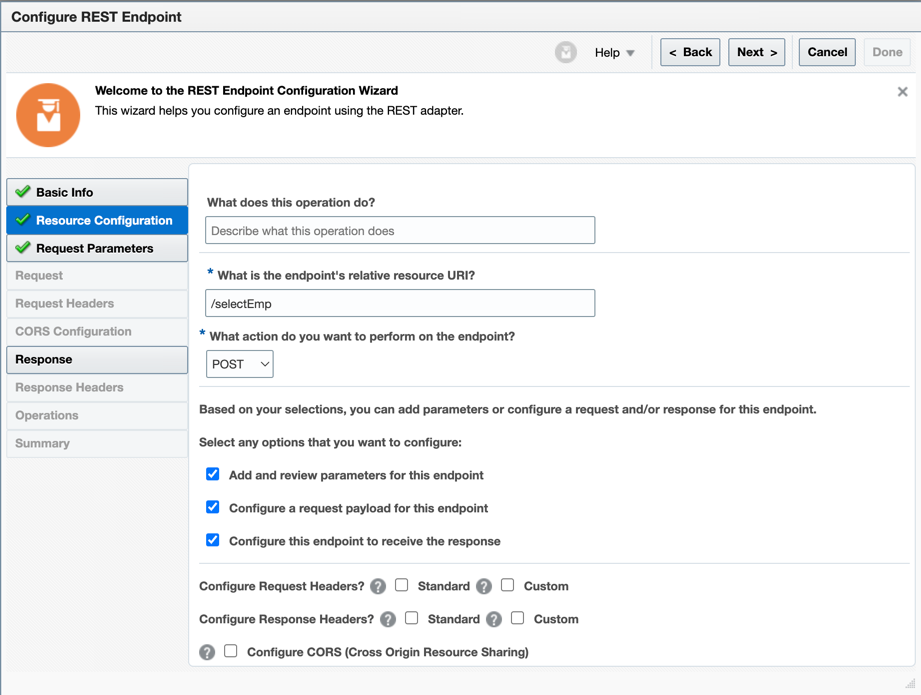 Configure REST Endpoint
Help
< Back
Next >
Cancel
Done
Welcome to the REST Endpoint Configuration Wizard
This wizard helps you configure an endpoint using the REST adapter.
Basic Info
Resource Configuration
Request Parameters
Request
Request Headers
CORS Configuration
Response
Response Headers
Operations
Summary
What does this operation do?
Describe what this operation does
* What is the endpoint's relative resource URI?
/selectEmp
* What action do you want to perform on the endpoint?
POST
Based on your selections, you can add parameters or configure a request and/or response for this endpoint.
Select any options that you want to configure:
Add and review parameters for this endpoint
Configure a request payload for this endpoint
Configure this endpoint to receive the response
Configure Request Headers? ? Standard ? Custom
Configure Response Headers? ? Standard ? Custom
? Configure CORS (Cross Origin Resource Sharing)